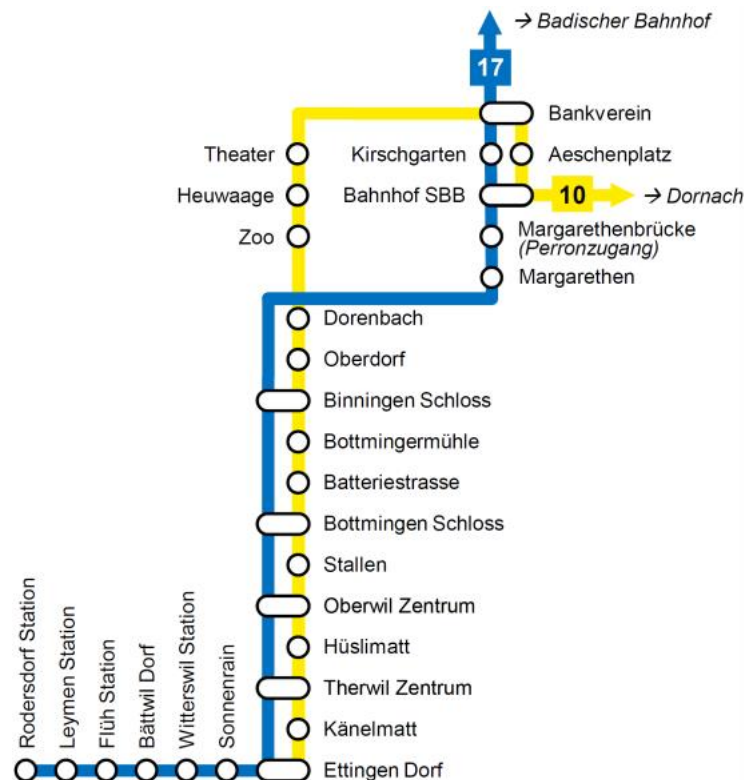 → Badischer Bahnhof
17
Bankverein
Theater
Kirschgarten
Aeschenplatz
Heuwaage
Bahnhof SBB
10
→ Dornach
Zoo
Margarethenbrücke
(Perronzugang)
Margarethen
Dorenbach
Oberdorf
Binningen Schloss
Bottmingermühle
Batteriestrasse
Bottmingen Schloss
Stallen
Oberwil Zentrum
Hüslimatt
Therwil Zentrum
Känelmatt
Ettingen Dorf
Rodersdorf Station
Leymen Station
Flüh Station
Bättwil Dorf
Witterswil Station
Sonnenrain